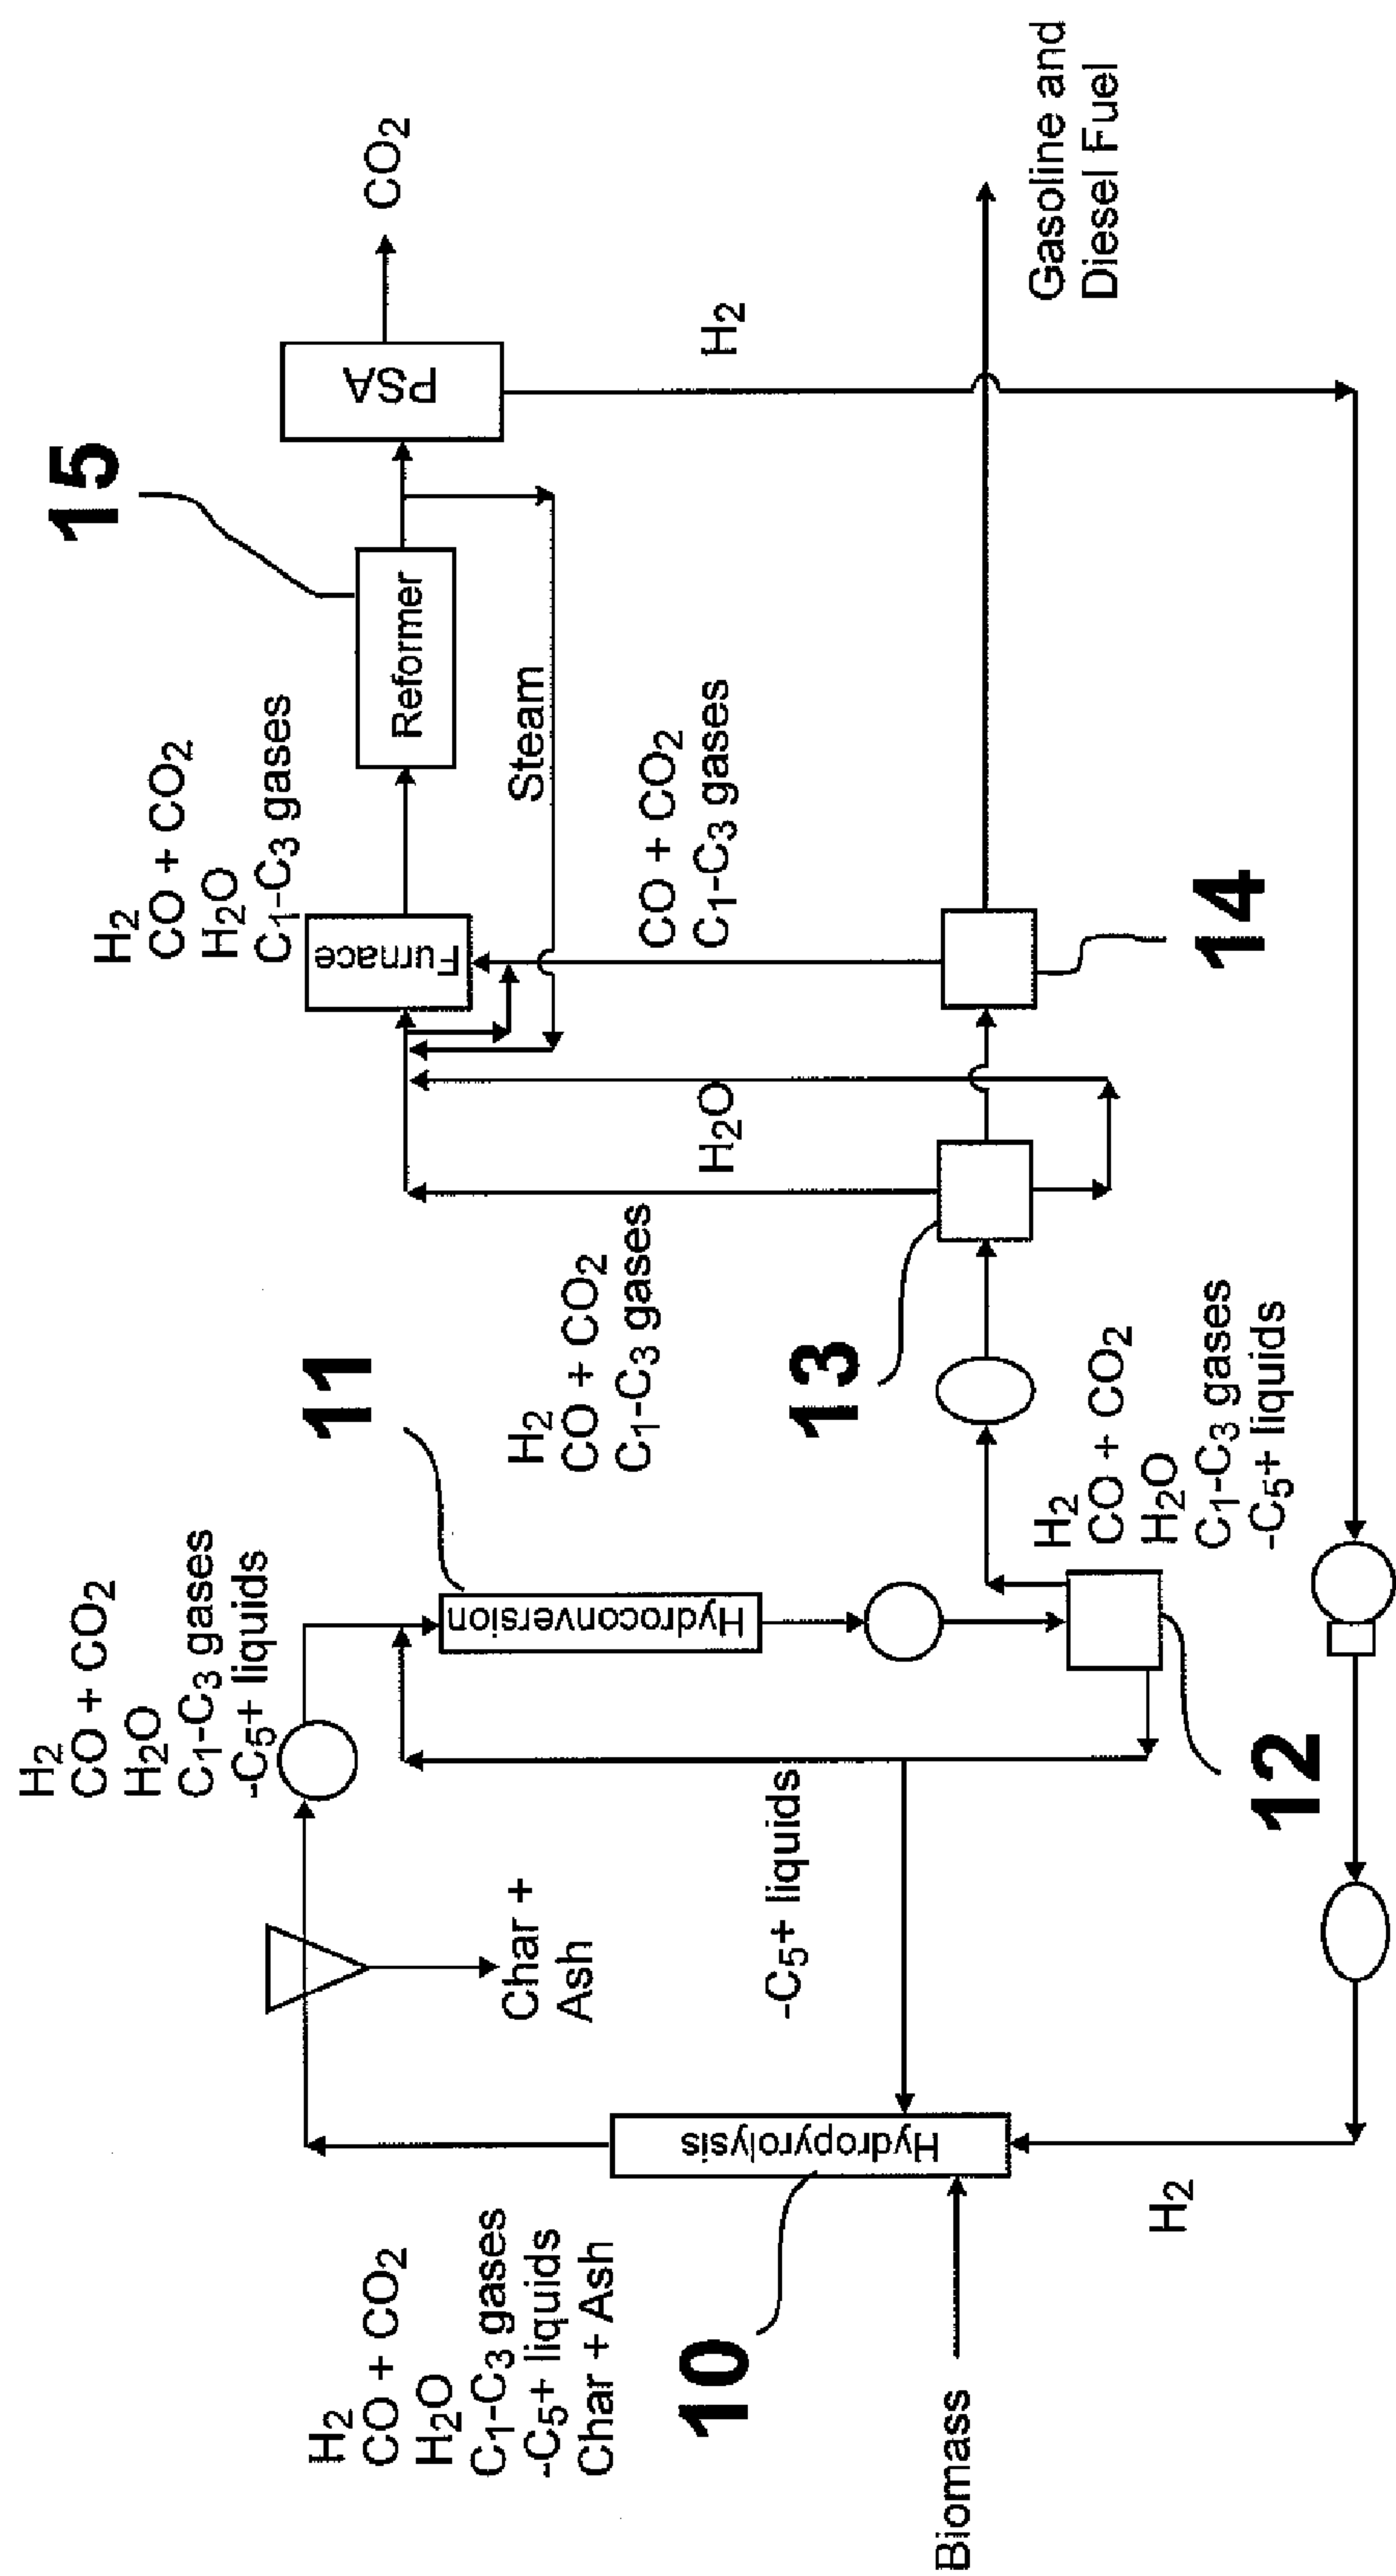 H2
CO + CO2
H2O
C1-C3 gases
-C5+ liquids
Char + Ash
10
Biomass
Hydropyrolysis
H2
Char +
Ash
-C5+ liquids
H2
CO + CO2
H2O
C1-C3 gases
-C5+ liquids
11
Hydroconversion
12
H2
CO + CO2
H2O
C1-C3 gases
-C5+ liquids
13
H2
CO + CO2
C1-C3 gases
H2O
14
CO + CO2
C1-C3 gases
H2
CO + CO2
H2O
C1-C3 gases
Furnace
Steam
Reformer
15
PSA
CO2
H2
Gasoline and
Diesel Fuel